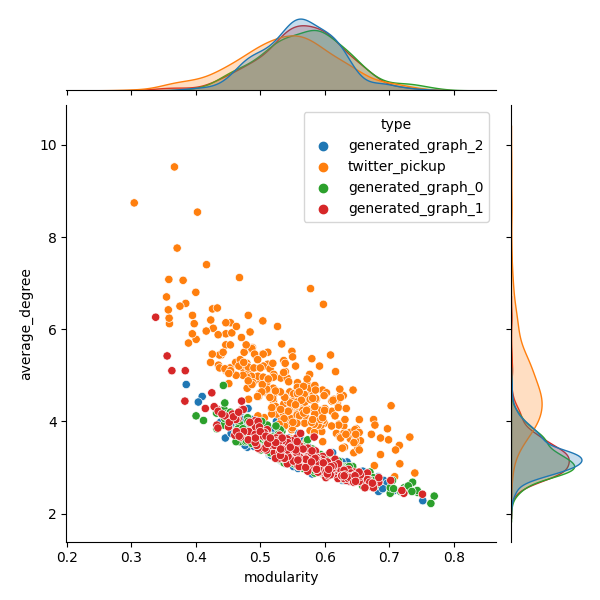 type
generated_graph_2
twitter_pickup
generated_graph_0
generated_graph_1
10
8
6
4
2
average_degree
0.2 0.3 0.4 0.5 0.6 0.7 0.8
modularity